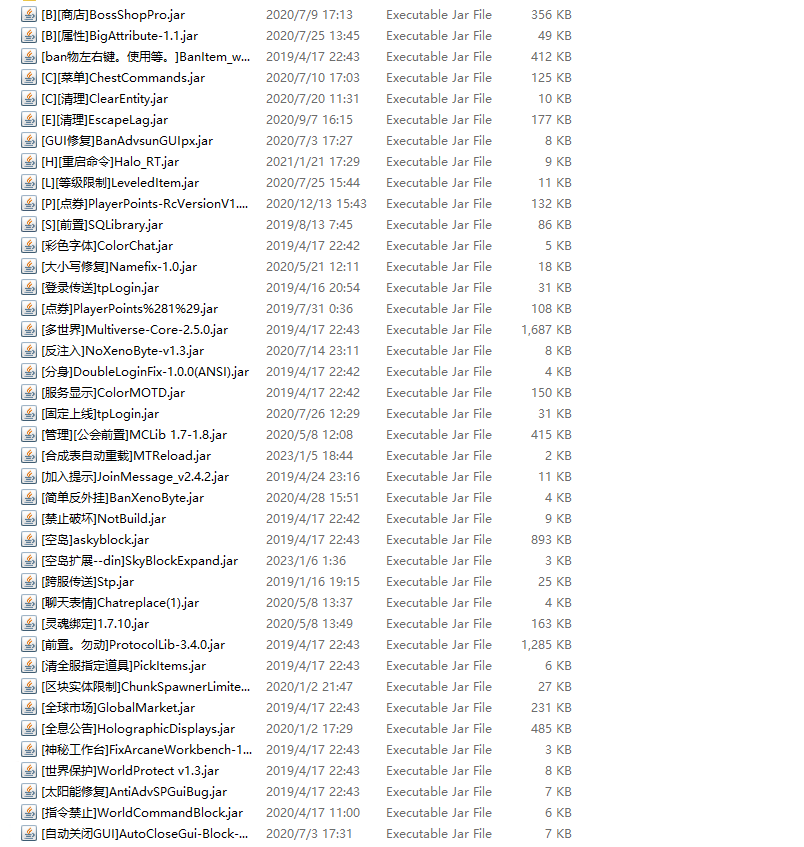 [B][商店]BossShopPro.jar 2020/7/9 17:13 Executable Jar File 356 KB
[B][属性]BigAttribute-1.1.jar 2020/7/25 13:45 Executable Jar File 49 KB
[ban物左右键。使用等。]BanItem_w... 2019/4/17 22:43 Executable Jar File 412 KB
[C][菜单]ChestCommands.jar 2020/7/10 17:03 Executable Jar File 125 KB
[C][清理]ClearEntity.jar 2020/7/20 11:31 Executable Jar File 10 KB
[E][清理]EscapeLag.jar 2020/9/7 16:15 Executable Jar File 177 KB
[GUI修复]BanAdvsunGUIpx.jar 2020/7/3 17:27 Executable Jar File 8 KB
[H][重启命令]Halo_RT.jar 2021/1/21 17:29 Executable Jar File 9 KB
[L][等级限制]LeveledItem.jar 2020/7/25 15:44 Executable Jar File 11 KB
[P][点券]PlayerPoints-RcVersionV1.... 2020/12/13 15:43 Executable Jar File 132 KB
[S][前置]SQLibrary.jar 2019/8/13 7:45 Executable Jar File 86 KB
[彩色字体]ColorChat.jar 2019/4/17 22:42 Executable Jar File 5 KB
[大小写修复]Namefix-1.0.jar 2020/5/21 12:11 Executable Jar File 18 KB
[登录传送]tpLogin.jar 2019/4/16 20:54 Executable Jar File 31 KB
[点券]PlayerPoints%281%29.jar 2019/7/31 0:36 Executable Jar File 108 KB
[多世界]Multiverse-Core-2.5.0.jar 2019/4/17 22:43 Executable Jar File 1,687 KB
[反注入]NoXenoByte-v1.3.jar 2020/7/14 23:11 Executable Jar File 8 KB
[分身]DoubleLoginFix-1.0.0(ANSI).jar 2019/4/17 22:42 Executable Jar File 4 KB
[服务显示]ColorMOTD.jar 2019/4/17 22:42 Executable Jar File 150 KB
[固定上线]tpLogin.jar 2020/7/26 12:29 Executable Jar File 31 KB
[管理][公会前置]MCLib 1.7-1.8.jar 2020/5/8 12:08 Executable Jar File 415 KB
[合成表自动重载]MTReload.jar 2023/1/5 18:44 Executable Jar File 2 KB
[加入提示]JoinMessage_v2.4.2.jar 2019/4/24 23:16 Executable Jar File 11 KB
[简单反外挂]BanXenoByte.jar 2020/4/28 15:51 Executable Jar File 4 KB
[禁止破坏]NotBuild.jar 2019/4/17 22:42 Executable Jar File 9 KB
[空岛]askyblock.jar 2019/4/17 22:43 Executable Jar File 893 KB
[空岛扩展--din]SkyBlockExpand.jar 2023/1/6 1:36 Executable Jar File 3 KB
[跨服传送]Stp.jar 2019/1/16 19:15 Executable Jar File 25 KB
[聊天表情]Chatreplace(1).jar 2020/5/8 13:37 Executable Jar File 4 KB
[灵魂绑定]1.7.10.jar 2020/5/8 13:49 Executable Jar File 163 KB
[前置。勿动]ProtocolLib-3.4.0.jar 2019/4/17 22:43 Executable Jar File 1,285 KB
[清全服指定道具]PickItems.jar 2019/4/17 22:43 Executable Jar File 6 KB
[区块实体限制]ChunkSpawnerLimite... 2020/1/2 21:47 Executable Jar File 27 KB
[全球市场]GlobalMarket.jar 2019/4/17 22:43 Executable Jar File 231 KB
[全息公告]HolographicDisplays.jar 2020/1/2 17:29 Executable Jar File 485 KB
[神秘工作台]FixArcaneWorkbench-1... 2019/4/17 22:43 Executable Jar File 3 KB
[世界保护]WorldProtect v1.3.jar 2019/4/17 22:43 Executable Jar File 8 KB
[太阳能修复]AntiAdvSPGuiBug.jar 2019/4/17 22:43 Executable Jar File 7 KB
[指令禁止]WorldCommandBlock.jar 2020/4/17 11:00 Executable Jar File 6 KB
[自动关闭GUI]AutoCloseGui-Block-... 2020/7/3 17:31 Executable Jar File 7 KB